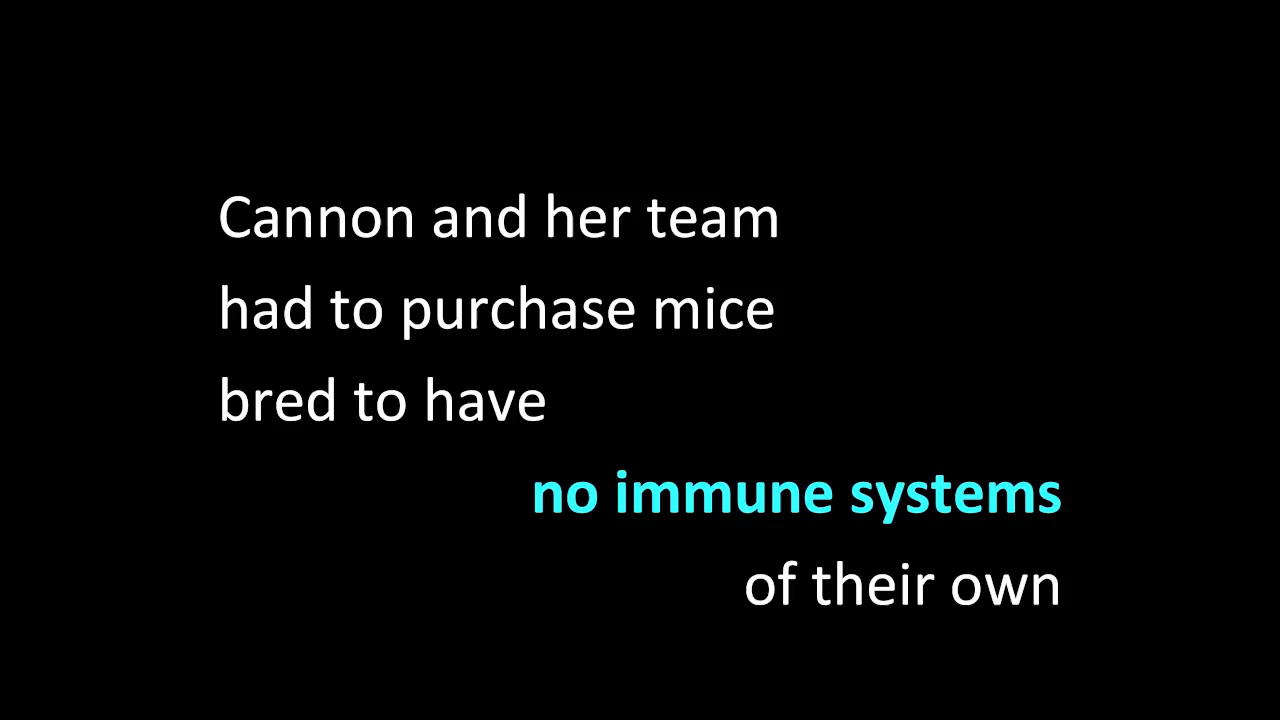 Cannon and her team
had to purchase mice
bred to have
no immune systems
of their own